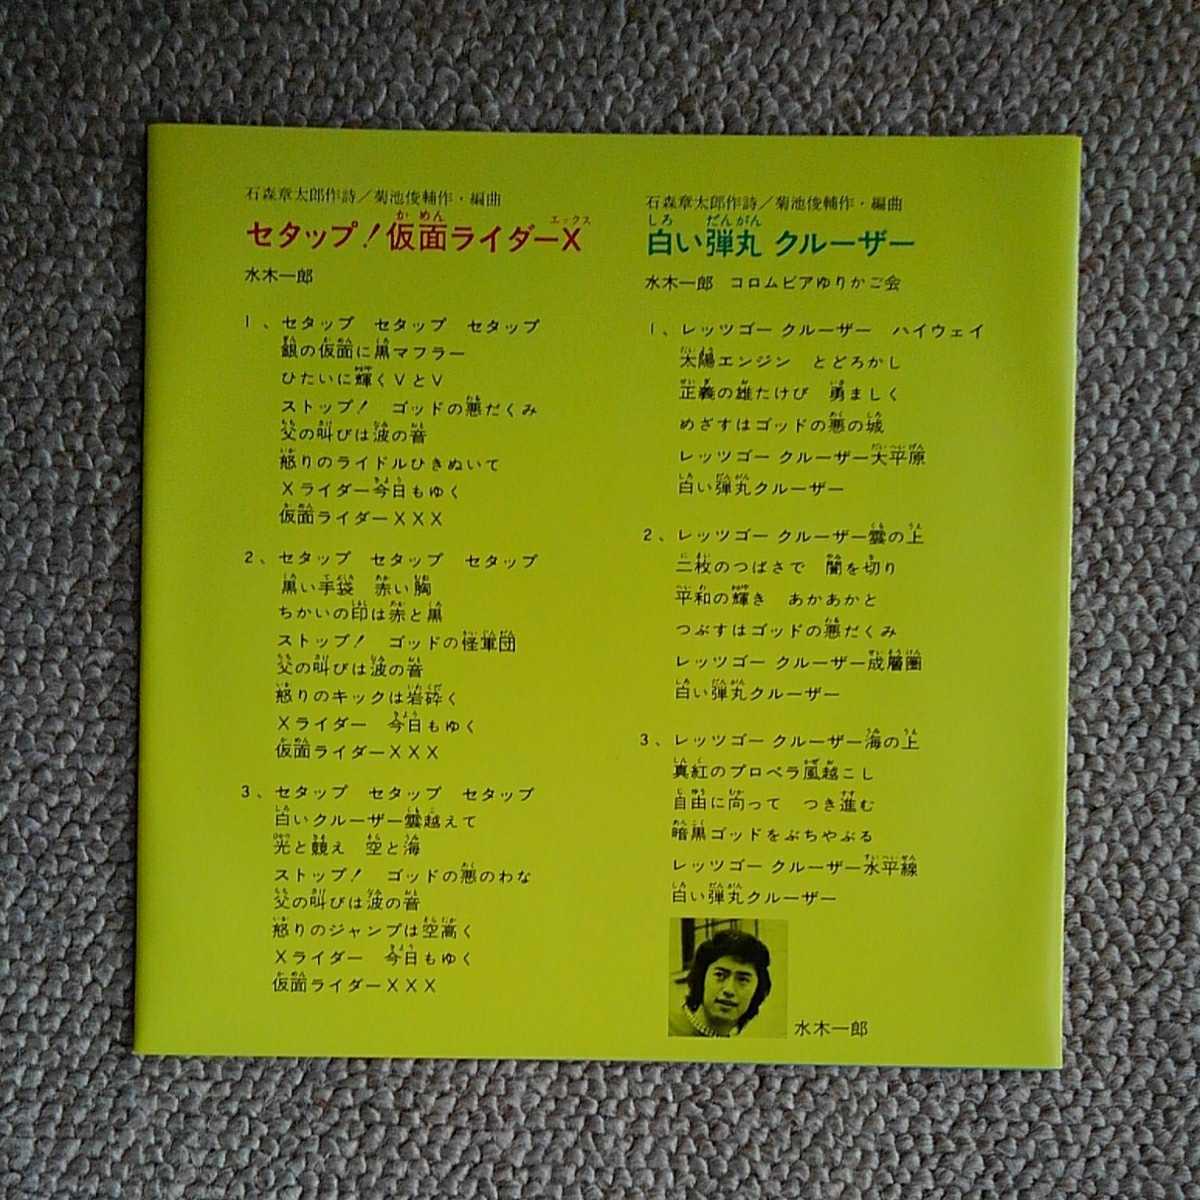 石森章太郎作詩／菊池俊輔作・編曲
セタップ！仮面ライダーX
水木一郎
1、セタップ　セタップ　セタップ
銀の仮面に黒マフラー
ひたいに輝くVとV
ストップ！　ゴッドの悪だくみ
父の叫びは波の音
怒りのライドルひきぬいて
Xライダー今日もゆく
仮面ライダーXXX
2、セタップ　セタップ　セタップ
黒い手袋　赤い胸
ちかいの印は赤と黒
ストップ！　ゴッドの怪軍団
父の叫びは波の音
怒りのキックは岩砕く
Xライダー　今日もゆく
仮面ライダーXXX
3、セタップ　セタップ　セタップ
白いクルーザー雲越えて
光と競え　空と海
ストップ！　ゴッドの悪のわな
父の叫びは波の音
怒りのジャンプは空高く
Xライダー　今日もゆく
仮面ライダーXXX
石森章太郎作詩／菊池俊輔作・編曲
白い弾丸 クルーザー
水木一郎　コロムビアゆりかご会
1、レッツゴー クルーザー　ハイウェイ
太陽エンジン　とどろかし
正義の雄たけび　勇ましく
めざすはゴッドの悪の城
レッツゴー クルーザー大平原
白い弾丸クルーザー
2、レッツゴー クルーザー雲の上
二枚のつばさで　闇を切り
平和の輝き　あかあかと
つぶすはゴッドの悪だくみ
レッツゴー クルーザー成層圏
白い弾丸クルーザー
3、レッツゴー クルーザー海の上
真紅のプロペラ風越こし
自由に向って　つき進む
暗黒ゴッドをぶちやぶる
レッツゴー クルーザー水平線
白い弾丸クルーザー
水木一郎